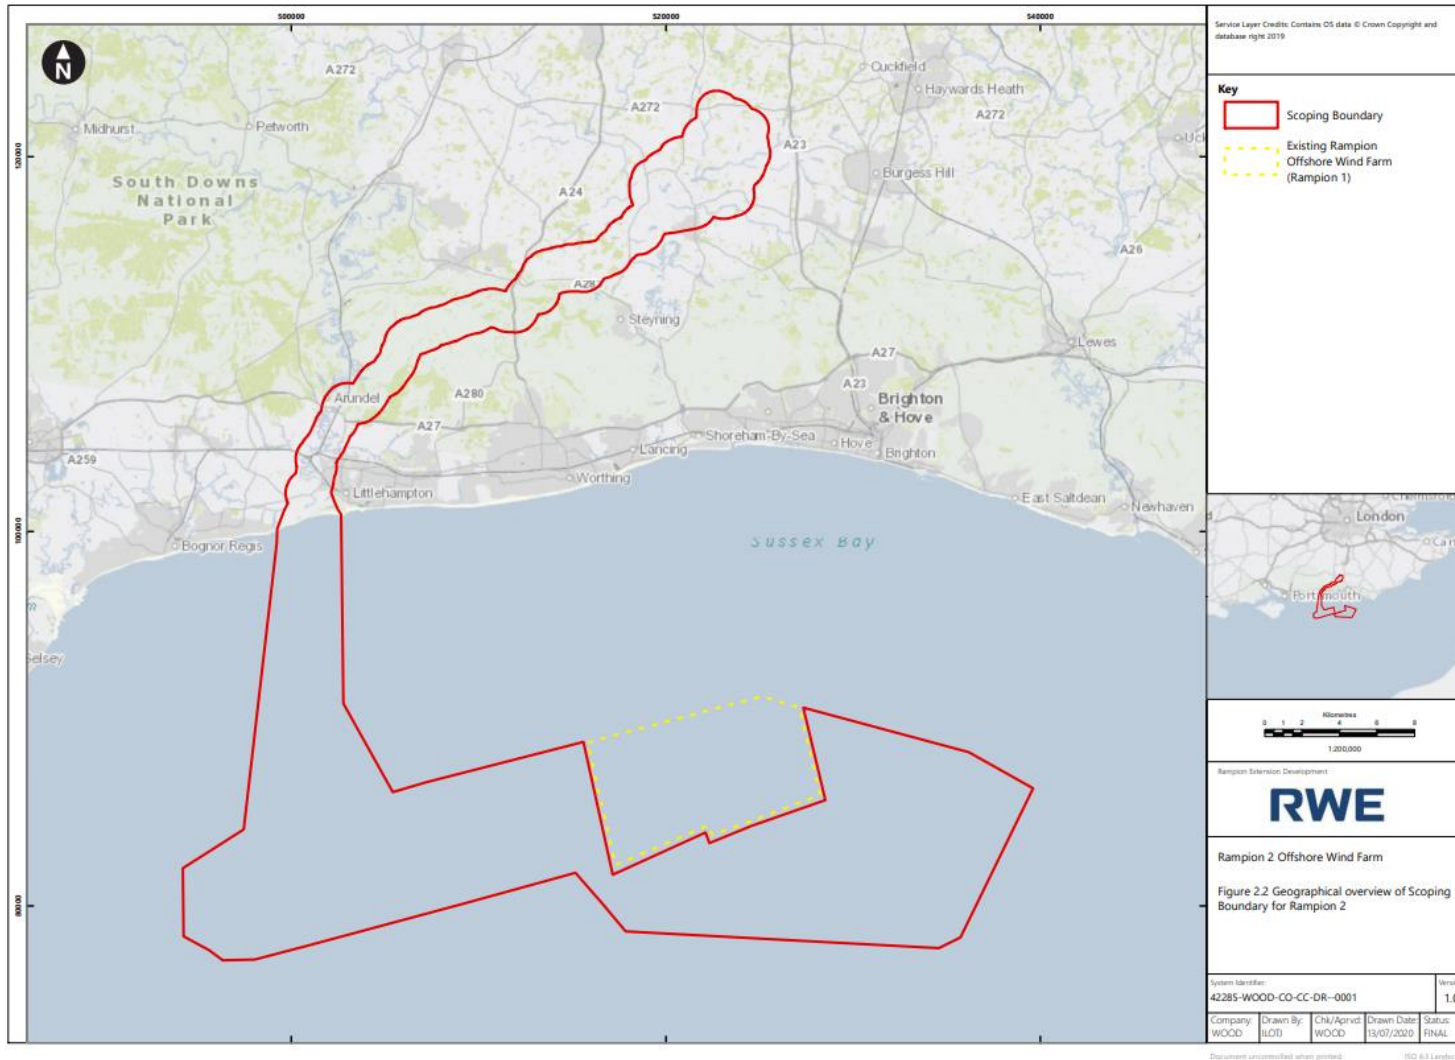 500000
520000
540000
120000
100000
80000
N
A272
Cuckfield
Haywards Heath
A272
A272
Midhurst
Petworth
A23
Burgess Hill
South Downs
National
Park
A24
A26
A28
Steyning
Lewes
A27
A23
Arundel
A280
Brighton
& Hove
A27
Shoreham-By-Sea
Hove
A259
Lancing
Brighton
Worthing
Littlehampton
East Saltdean
Newhaven
Bognor Regis
Sussex Bay
Selsey
Service Layer Credits: Contains OS data © Crown Copyright and
database right 2019
Key
Scoping Boundary
Existing Rampion
Offshore Wind Farm
(Rampion 1)
London
Portsmouth
Kilometres
0 1 2 4 6 8
1:200,000
Rampion Extension Development
RWE
Rampion 2 Offshore Wind Farm
Figure 2.2 Geographical overview of Scoping
Boundary for Rampion 2
System Identifier:
42285-WOOD-CO-CC-DR--0001
1.0
Company: Drawn By: Chk/Aprvd: Drawn Date: Status:
WOOD WOOD 13/07/2020 FINAL
Document uncontrolled when printed